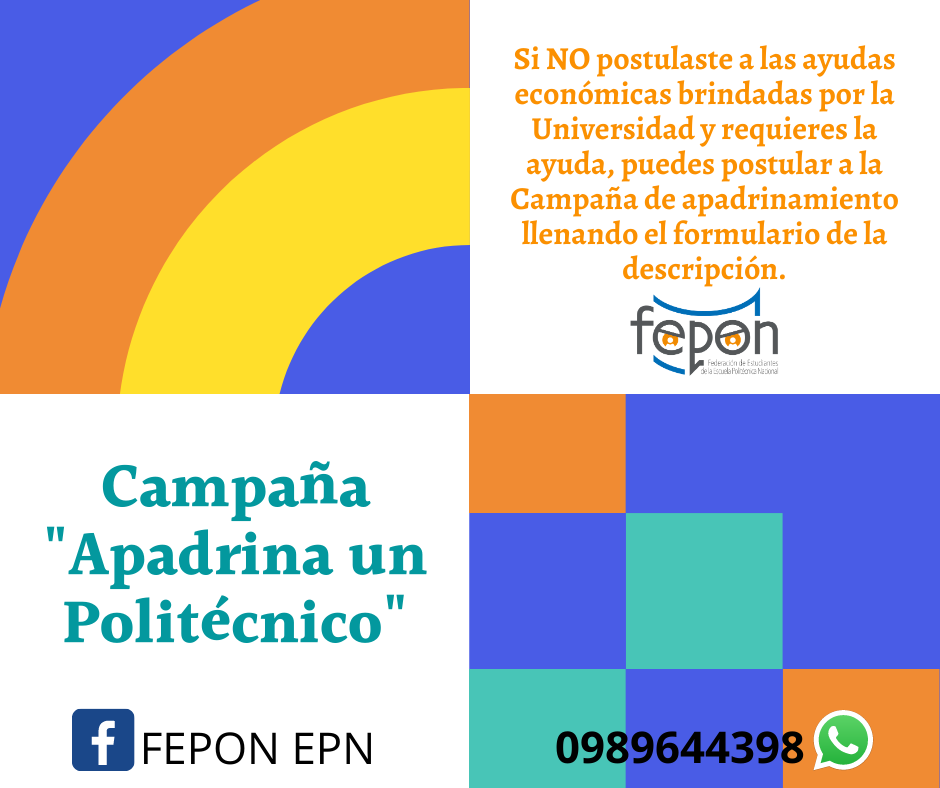 Si NO postulaste a las ayudas
económicas brindadas por la
Universidad y requieres la
ayuda, puedes postular a la
Campaña de apadrinamiento
llenando el formulario de la
descripción.
fepon
Federación de Estudiantes
de la Escuela Politécnica Nacional
Campaña
"Apadrina un
Politécnico"
FEPON EPN
0989644398